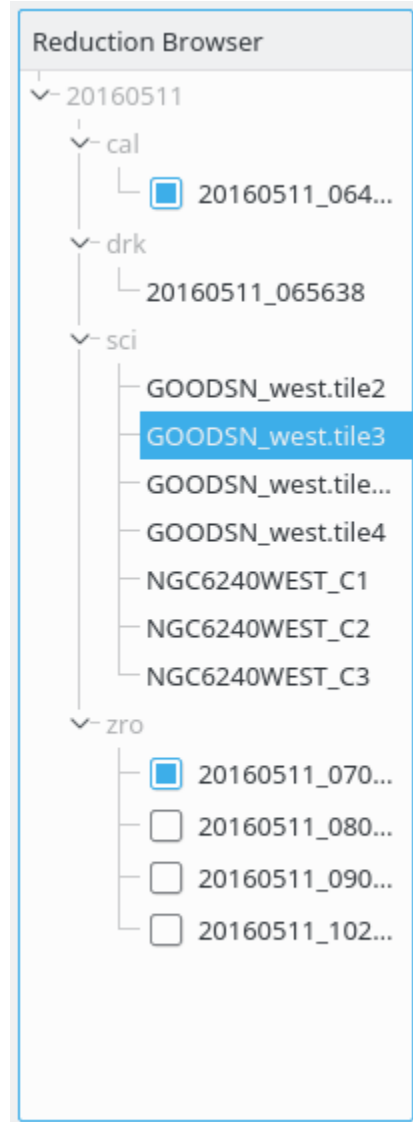 Reduction Browser
20160511
cal
20160511_064...
drk
20160511_065638
sci
GOODSN_west.tile2
GOODSN_west.tile3
GOODSN_west.tile...
GOODSN_west.tile4
NGC6240WEST_C1
NGC6240WEST_C2
NGC6240WEST_C3
zro
20160511_070...
20160511_080...
20160511_090...
20160511_102...